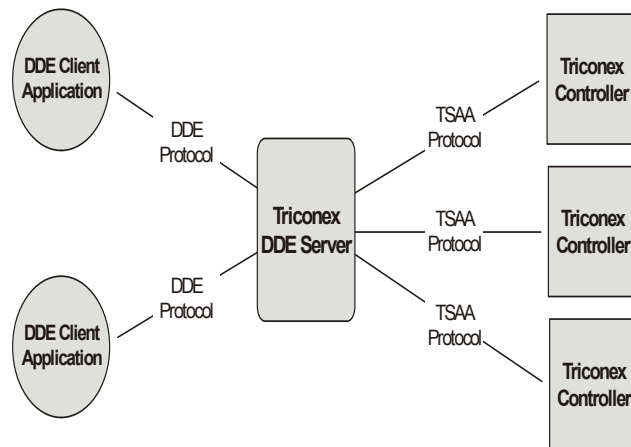 DDE Client
Application
DDE
Protocol
DDE Client
Application
DDE
Protocol
Triconex
DDE Server
TSAA
Protocol
Triconex
Controller
TSAA
Protocol
Triconex
Controller
TSAA
Protocol
Triconex
Controller